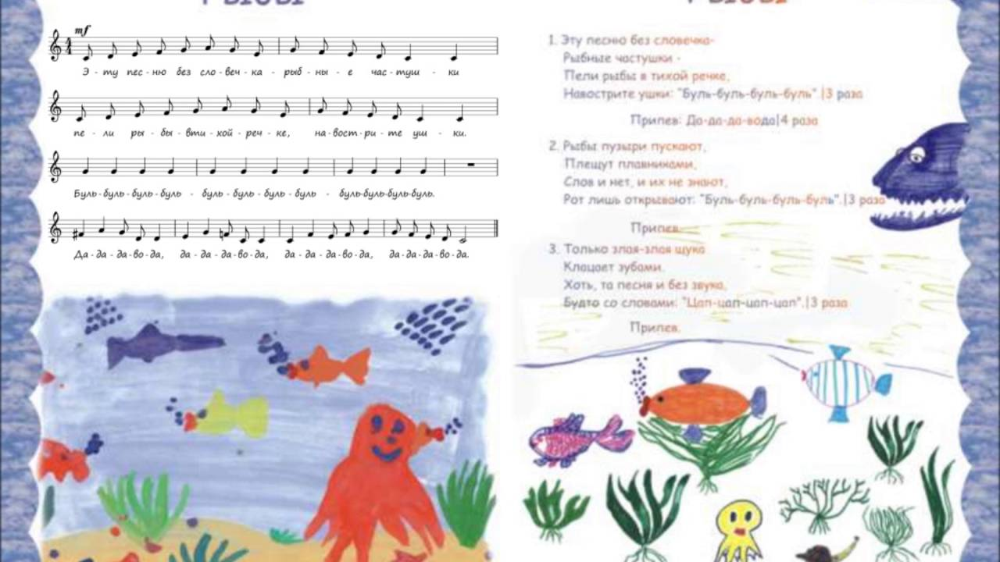 Рыбы
mf
Э - ту пес - ню без сло - веч - ка - рыб - ны - е час - туш - ки
пе - ли ры - бы - вти - хой - реч - ке, на - вост - ри - те уш - ки.
Буль - буль - буль - буль - буль - буль - буль - буль - буль-буль-буль-буль.
Да - да - да - во - да, да - да - да - во - да, да - да - да - во - да, да - да - да - во - да.
Рыбы
1. Эту песню без словечка-
Рыбные частушки -
Пели рыбы в тихой речке,
Навострите ушки: "Буль-буль-буль-буль".|3 раза
Припев: Да-да-да-вода|4 раза
2. Рыбы пузыри пускают,
Плещут плавниками,
Слов и нет, и их не знают,
Рот лишь открывают: "Буль-буль-буль-буль".|3 раза
Припев.
3. Только злая-злая щука
Клацает зубами.
Хоть, та песня и без звука,
Будто со словами: "Цап-цап-цап-цап".|3 раза
Припев.